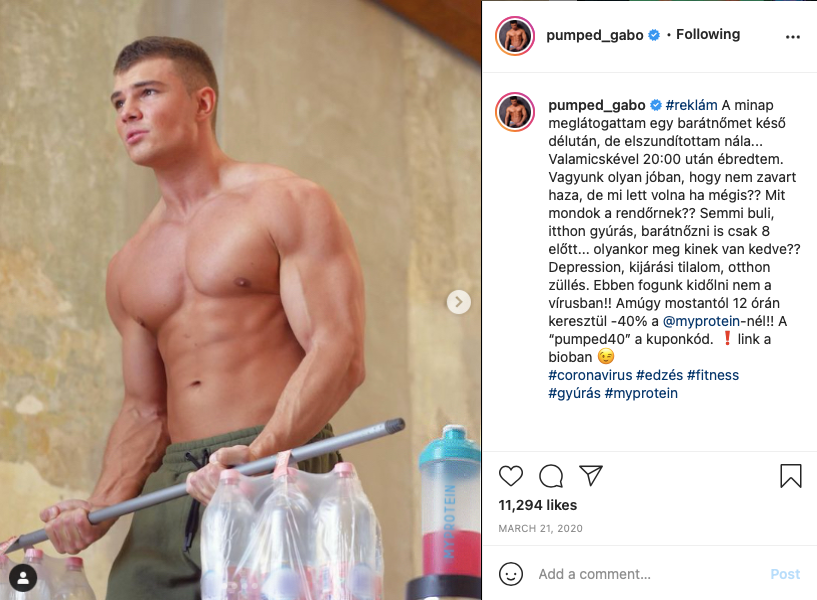 pumped_gabo • Following
pumped_gabo #reklám A minap
meglátogattam egy barátnőmet késő
délután, de elszundítottam nála...
Valamicskével 20:00 után ébredtem.
Vagyunk olyan jóban, hogy nem zavart
haza, de mi lett volna ha mégis?? Mit
mondok a rendőrnek?? Semmi buli,
itthon gyúrás, barátnőzni is csak 8
előtt... olyankor meg kinek van kedve??
Depression, kijárási tilalom, otthon
züllés. Ebben fogunk kidőlni nem a
vírusban!! Amúgy mostantól 12 órán
keresztül -40% a @myprotein-nél!! A
“pumped40” a kuponkód. ❗ link a
bioban 😉
#coronavirus #edzés #fitness
#gyúrás #myprotein
MYPROTEIN
11,294 likes
MARCH 21, 2020
Add a comment... Post